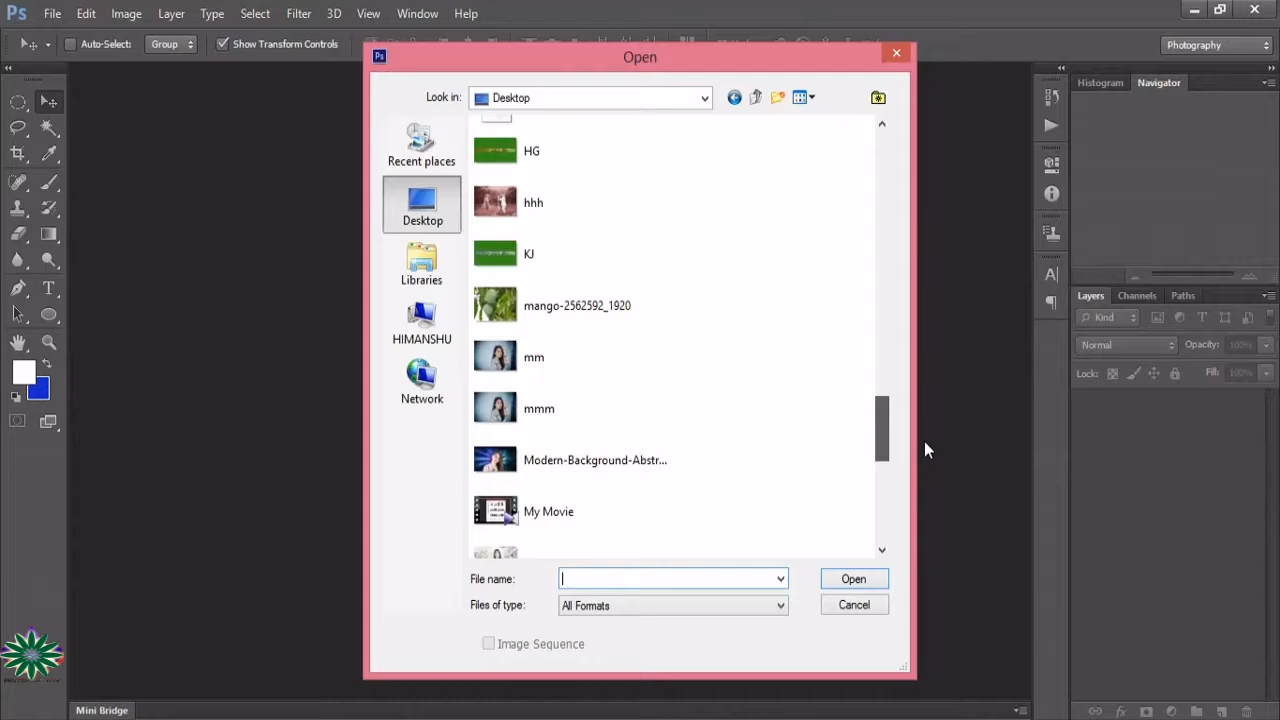 Ps File Edit Image Layer Type Select Filter 3D View Window Help
Auto-Select: Group Show Transform Controls Photography
Open
Look in: Desktop
Histogram Navigator
Recent places
Desktop
Libraries
HIMANSHU
Network
HG
hhh
KJ
mango-2562592_1920
mm
mmm
Modern-Background-Abstr...
My Movie
File name: Open
Files of type: All Formats Cancel
Image Sequence
Layers Channels Paths
Kind
Normal Opacity: 100%
Lock: Fill: 100%
Mini Bridge